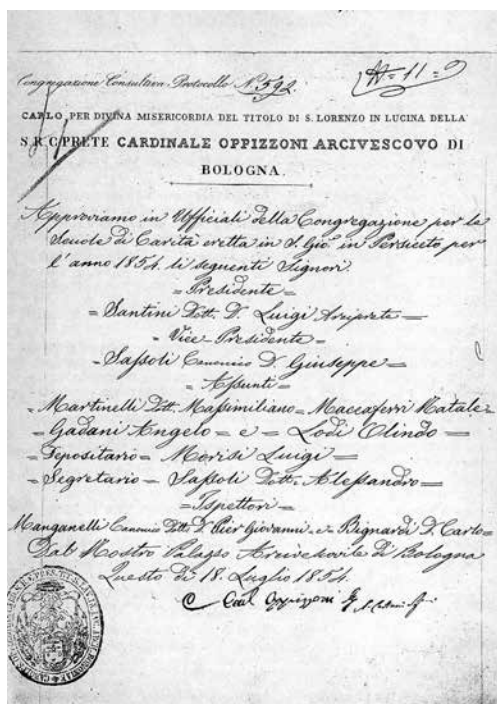 Congregazione Consultiva. Protocollo N. 592.
CARLO PER DIVINA MISERICORDIA DEL TITOLO DI S. LORENZO IN LUCINA DELLA
S. R. C. PRETE CARDINALE OPPIZZONI ARCIVESCOVO DI
BOLOGNA.
Approviamo in Ufficiali della Congregazione per le
Scuole di Carità eretta in S. Gio. in Persiceto per
l'anno 1854. li seguenti Signori.
= Presidente =
= Santini Dott. D. Luigi Arciprete =
= Vice-Presidente =
= Sassoli Canonico D. Giuseppe =
= Assunti =
= Martinelli Dott. Massimiliano = Maccaferri Natale =
= Gadani Angelo = e = Lodi Olindo =
= Depositario = Morisi Luigi =
= Segretario = Sassoli Dott. Alessandro =
= Ispettori =
Manganelli Canonico Dott. D. Pier Giovanni = e = Bignardi D. Carlo =
Dal Nostro Palazzo Arcivescovile di Bologna
Questo dì 18. Luglio 1854.
C Card. Oppizzoni